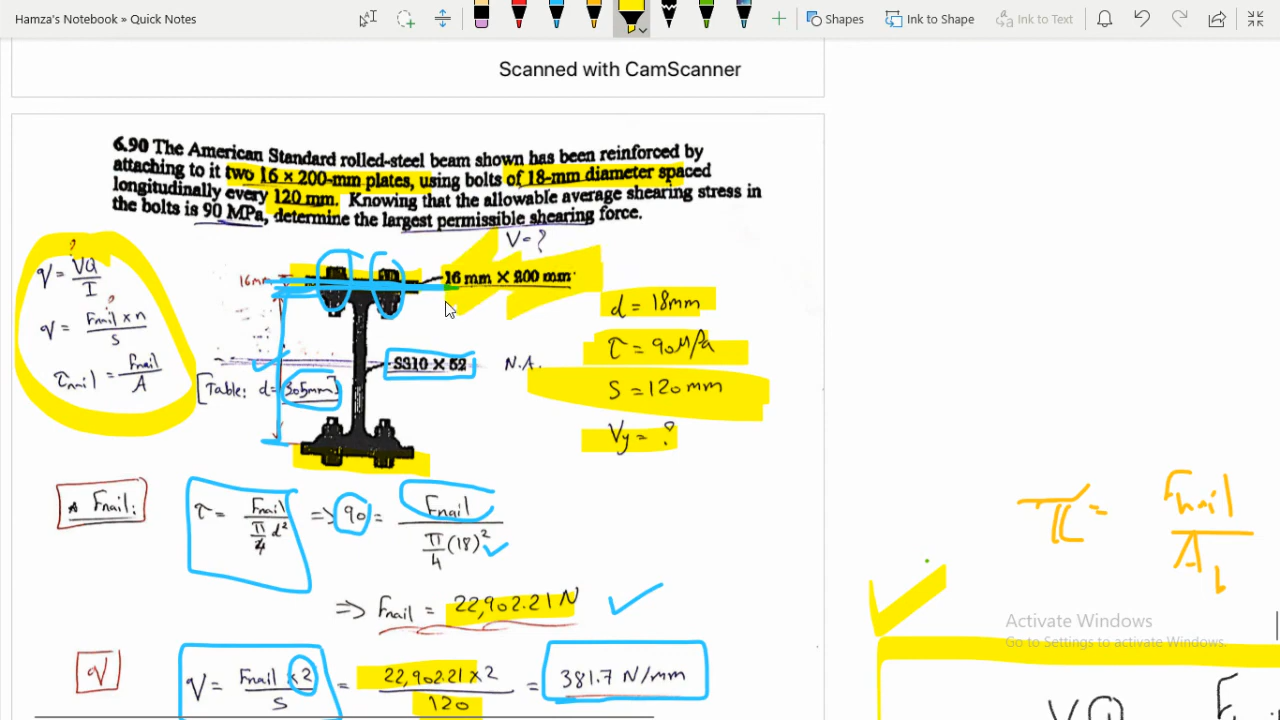 Hamza's Notebook » Quick Notes
Shapes
Ink to Shape
Ink to Text
Scanned with CamScanner
6.90 The American Standard rolled-steel beam shown has been reinforced by
attaching to it two 16 × 200-mm plates, using bolts of 18-mm diameter spaced
longitudinally every 120 mm. Knowing that the allowable average shearing stress in
the bolts is 90 MPa, determine the largest permissible shearing force.
V=?
?
q = VQ
I
?
q = Fnail × n
S
τnail = Fnail
A
16mm
16 mm × 200 mm
S310 × 52
N.A.
[Table: d= 305mm]
d = 18mm
τ = 90MPa
S = 120mm
Vy = ?
* Fnail:
τ = Fnail
π/4 d²
⇒ 90 = Fnail
π/4 (18)²
⇒ Fnail = 22,902.21 N
q
q = Fnail × 2
S
= 22,902.21 × 2
120
= 381.7 N/mm
τ = Fnail
Ab
Activate Windows
Go to Settings to activate Windows.
VQ
F